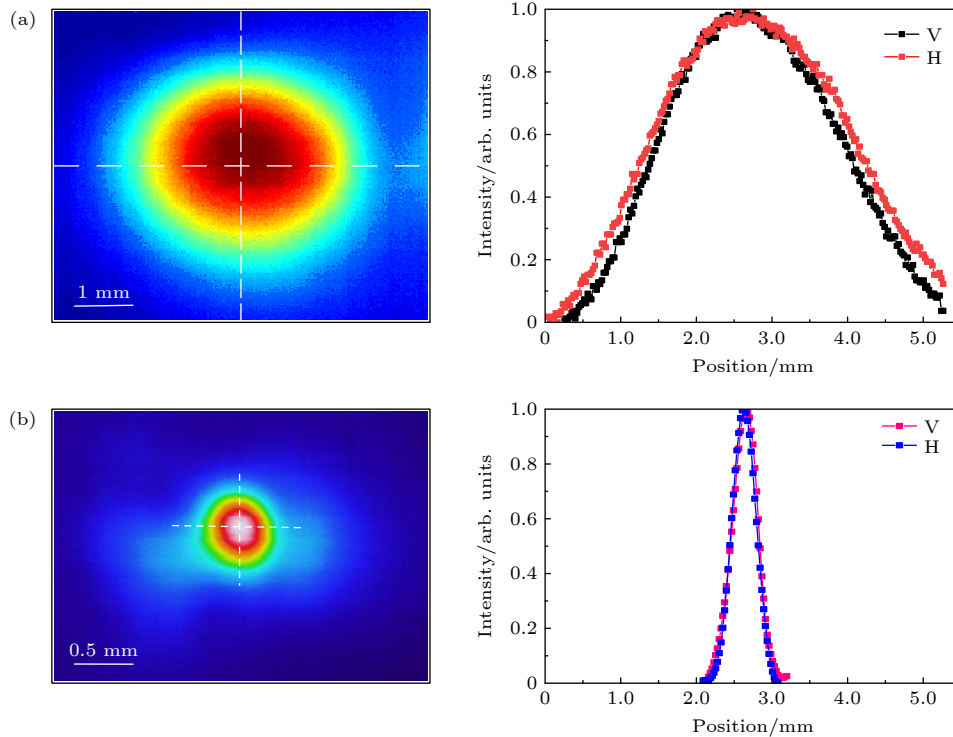 (a)
1 mm
Intensity/arb. units
1.0
0.8
0.6
0.4
0.2
0
V
H
0 1.0 2.0 3.0 4.0 5.0
Position/mm
(b)
0.5 mm
Intensity/arb. units
1.0
0.8
0.6
0.4
0.2
0
V
H
0 1.0 2.0 3.0 4.0 5.0
Position/mm